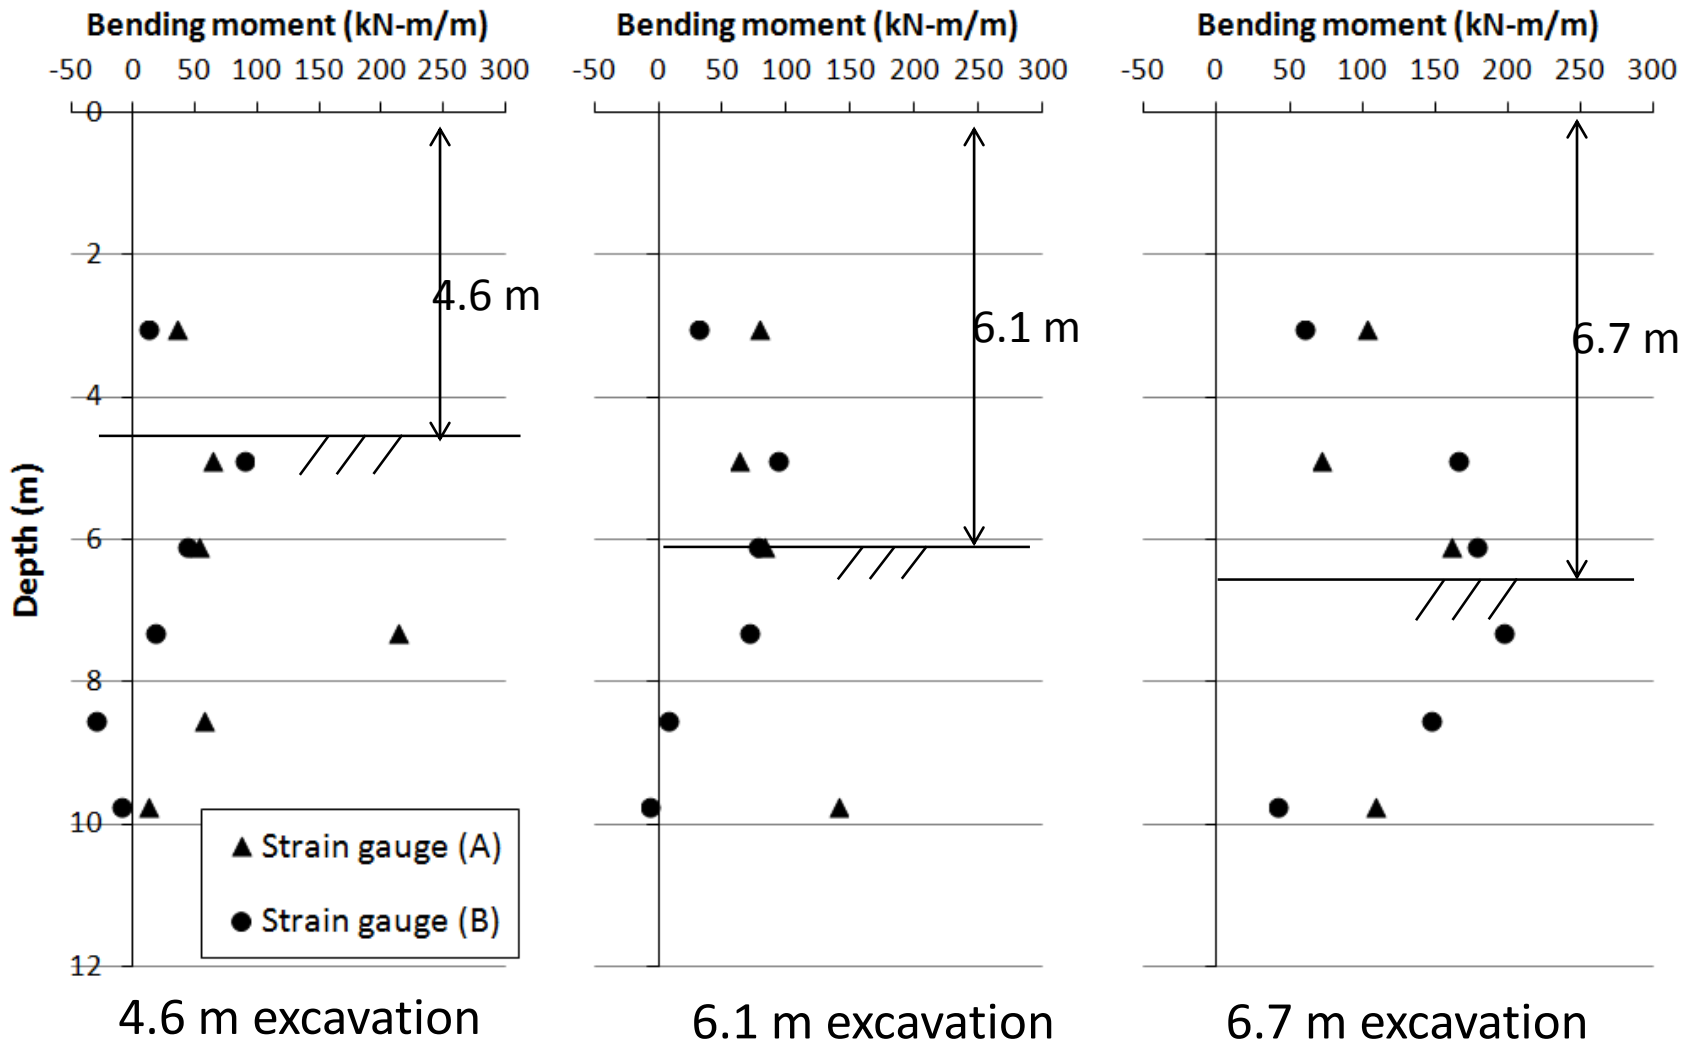 Bending moment (kN-m/m) Bending moment (kN-m/m) Bending moment (kN-m/m)
-50 0 50 100 150 200 250 300 -50 0 50 100 150 200 250 300 -50 0 50 100 150 200 250 300
0
2
4.6 m 6.1 m 6.7 m
4
Depth (m)
6
8
10
Strain gauge (A)
Strain gauge (B)
12
4.6 m excavation 6.1 m excavation 6.7 m excavation